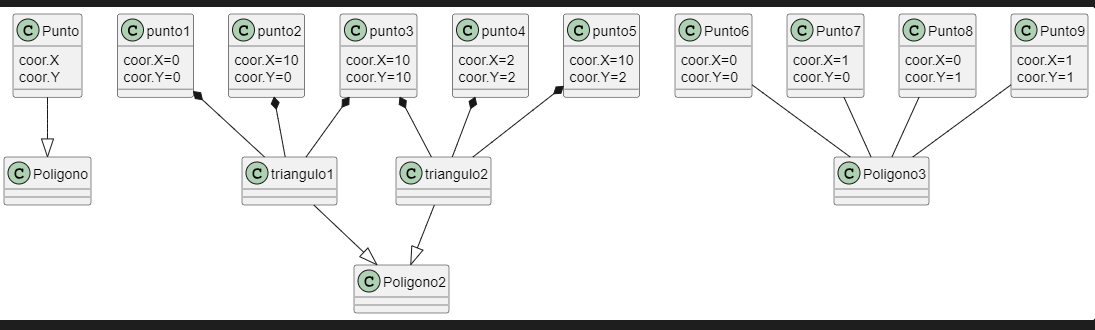 C Punto
coor.X
coor.Y
C punto1
coor.X=0
coor.Y=0
C punto2
coor.X=10
coor.Y=0
C punto3
coor.X=10
coor.Y=10
C punto4
coor.X=2
coor.Y=2
C punto5
coor.X=10
coor.Y=2
C Punto6
coor.X=0
coor.Y=0
C Punto7
coor.X=1
coor.Y=0
C Punto8
coor.X=0
coor.Y=1
C Punto9
coor.X=1
coor.Y=1
C Poligono
C triangulo1
C triangulo2
C Poligono3
C Poligono2